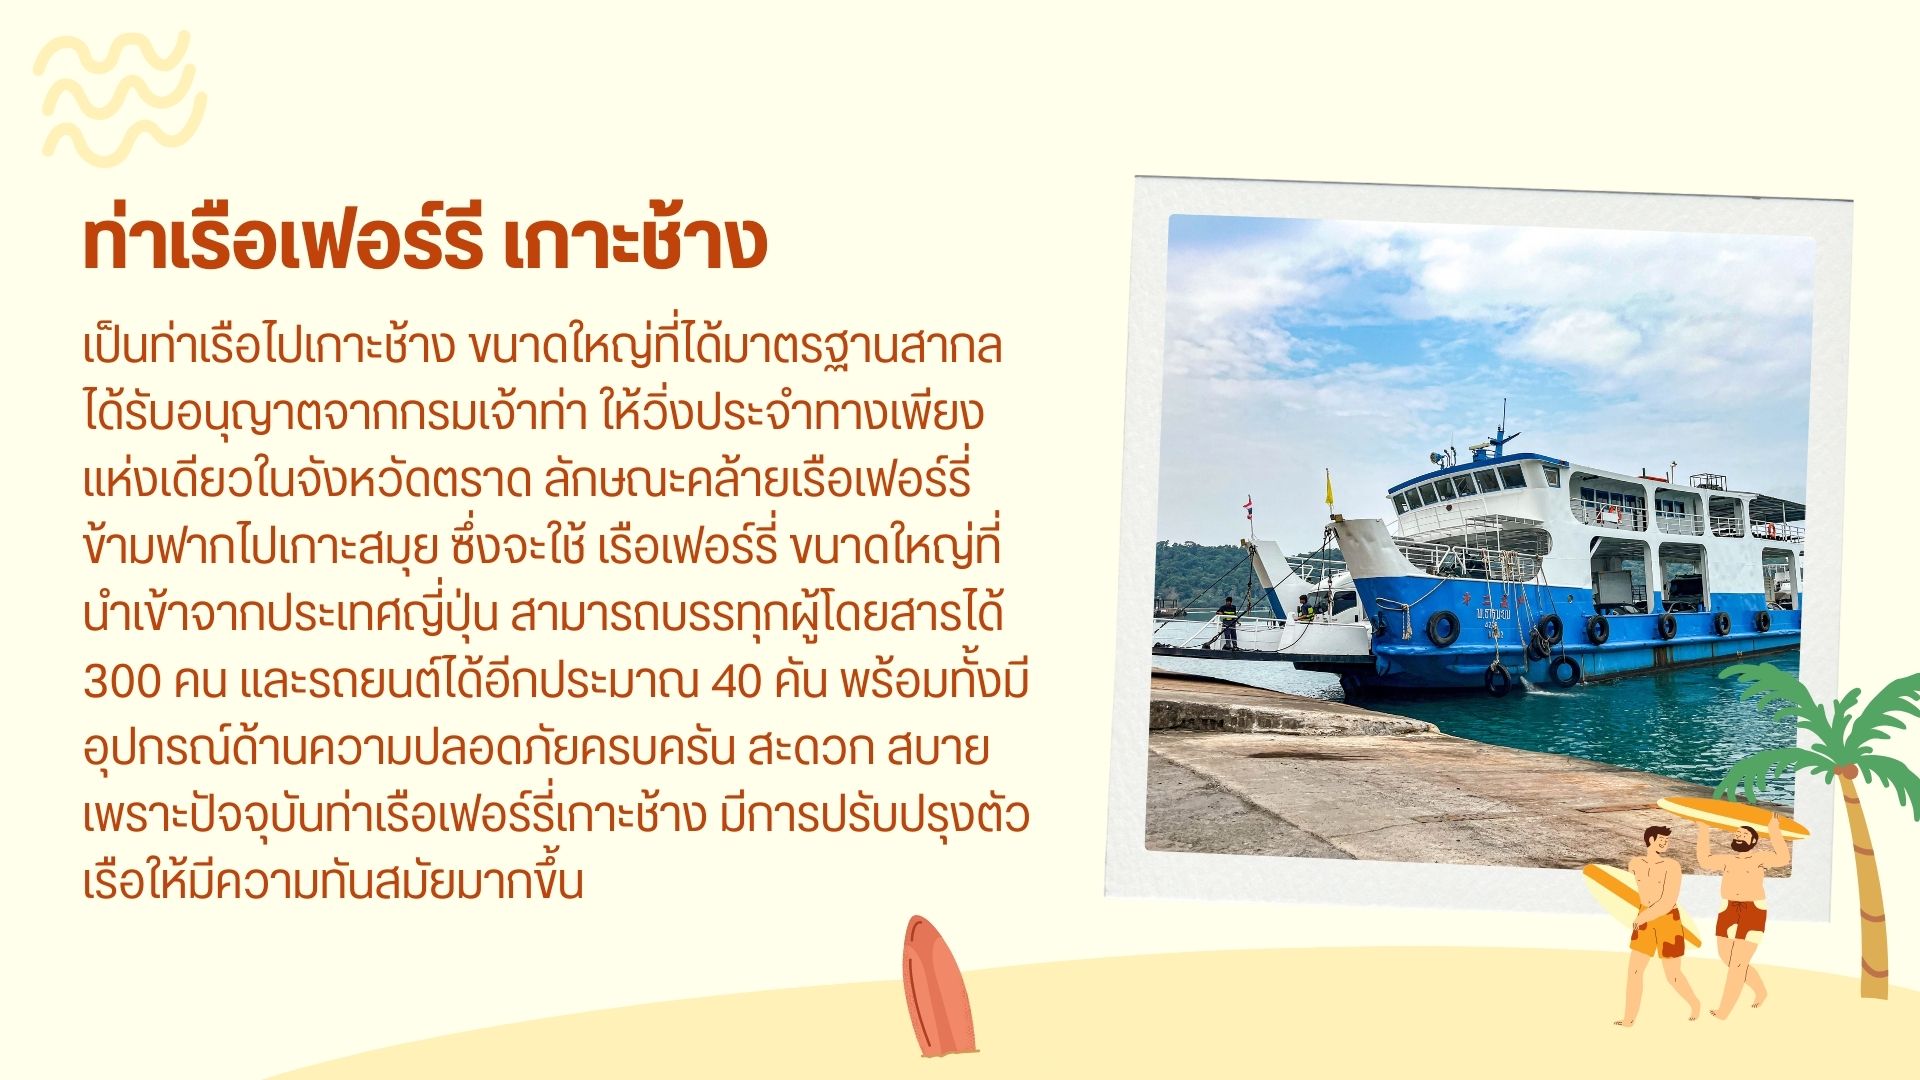 ท่าเรือเฟอร์รี เกาะช้าง
เป็นท่าเรือไปเกาะช้าง ขนาดใหญ่ที่ได้มาตรฐานสากล
ได้รับอนุญาตจากกรมเจ้าท่า ให้วิ่งประจำทางเพียง
แห่งเดียวในจังหวัดตราด ลักษณะคล้ายเรือเฟอร์รี่
ข้ามฟากไปเกาะสมุย ซึ่งจะใช้ เรือเฟอร์รี่ ขนาดใหญ่ที่
นำเข้าจากประเทศญี่ปุ่น สามารถบรรทุกผู้โดยสารได้
300 คน และรถยนต์ได้อีกประมาณ 40 คัน พร้อมทั้งมี
อุปกรณ์ด้านความปลอดภัยครบครัน สะดวก สบาย
เพราะปัจจุบันท่าเรือเฟอร์รี่เกาะช้าง มีการปรับปรุงตัว
เรือให้มีความทันสมัยมากขึ้น